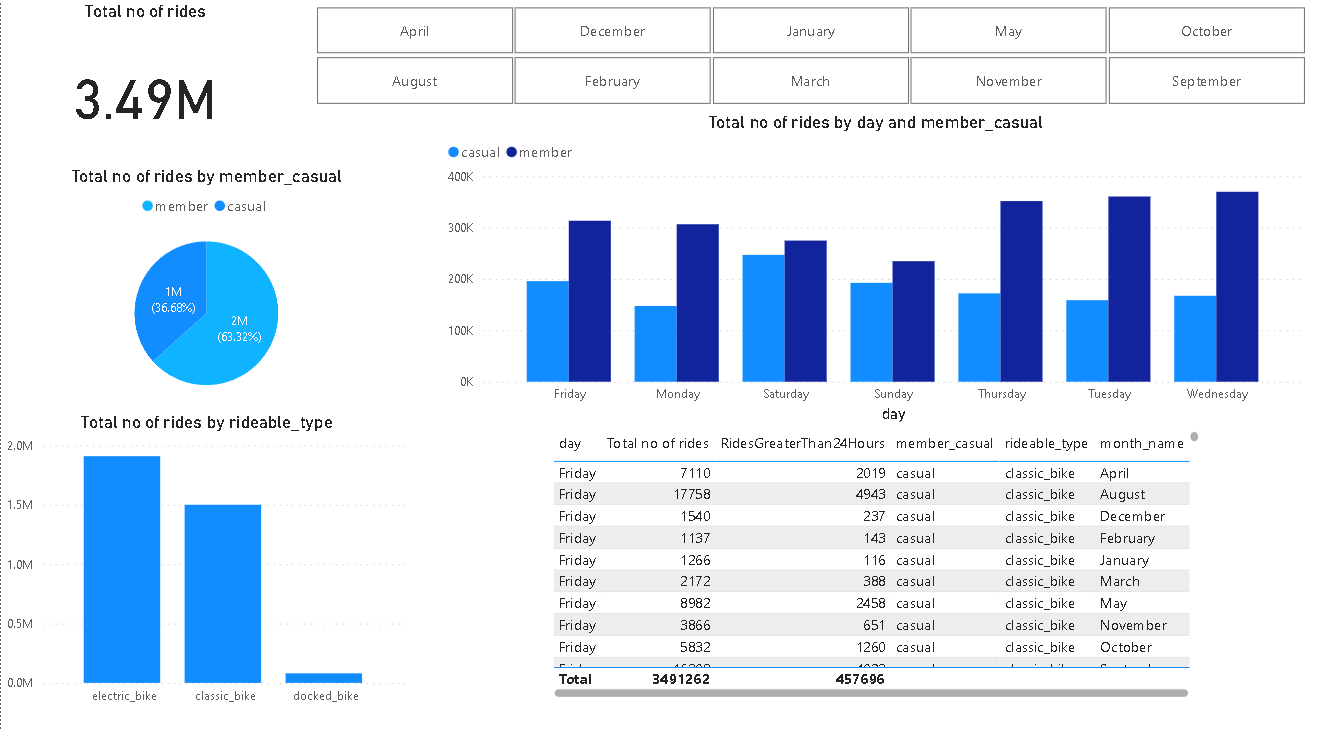 Total no of rides
3.49M
April December January May October
August February March November September
Total no of rides by member_casual
member casual
1M
(36.68%)
2M
(63.32%)
Total no of rides by rideable_type
2.0M
1.5M
1.0M
0.5M
0.0M
electric_bike classic_bike docked_bike
Total no of rides by day and member_casual
casual member
400K
300K
200K
100K
0K
Friday Monday Saturday Sunday Thursday Tuesday Wednesday
day
day Total no of rides RidesGreaterThan24Hours member_casual rideable_type month_name
Friday 7110 2019 casual classic_bike April
Friday 17758 4943 casual classic_bike August
Friday 1540 237 casual classic_bike December
Friday 1137 143 casual classic_bike February
Friday 1266 116 casual classic_bike January
Friday 2172 388 casual classic_bike March
Friday 8982 2458 casual classic_bike May
Friday 3866 651 casual classic_bike November
Friday 5832 1260 casual classic_bike October
Total 3491262 457696